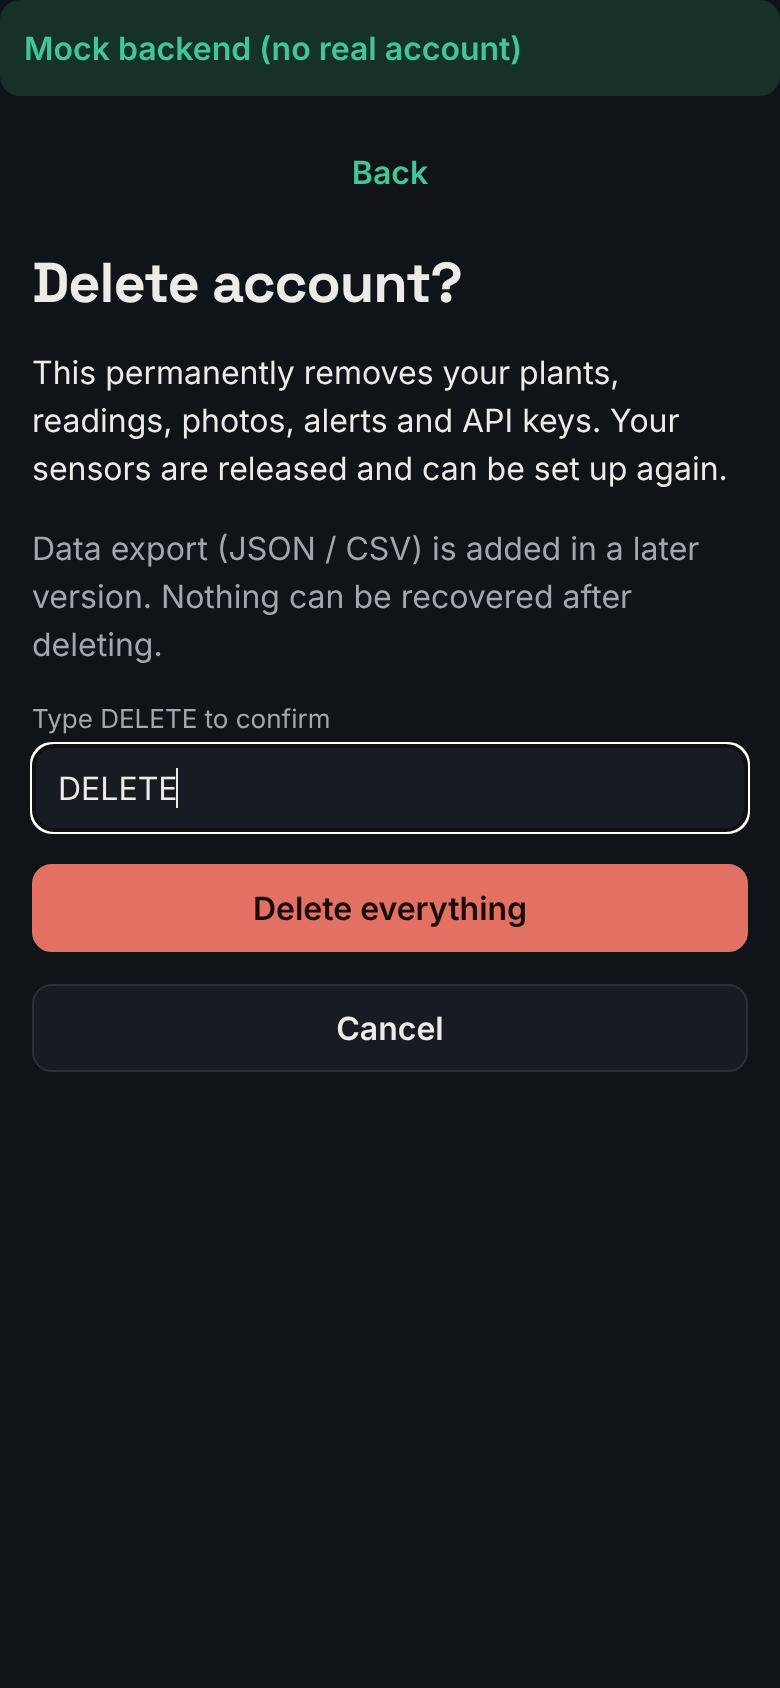 Mock backend (no real account)
Back
Delete account?
This permanently removes your plants,
readings, photos, alerts and API keys. Your
sensors are released and can be set up again.
Data export (JSON / CSV) is added in a later
version. Nothing can be recovered after
deleting.
Type DELETE to confirm
DELETE
Delete everything
Cancel